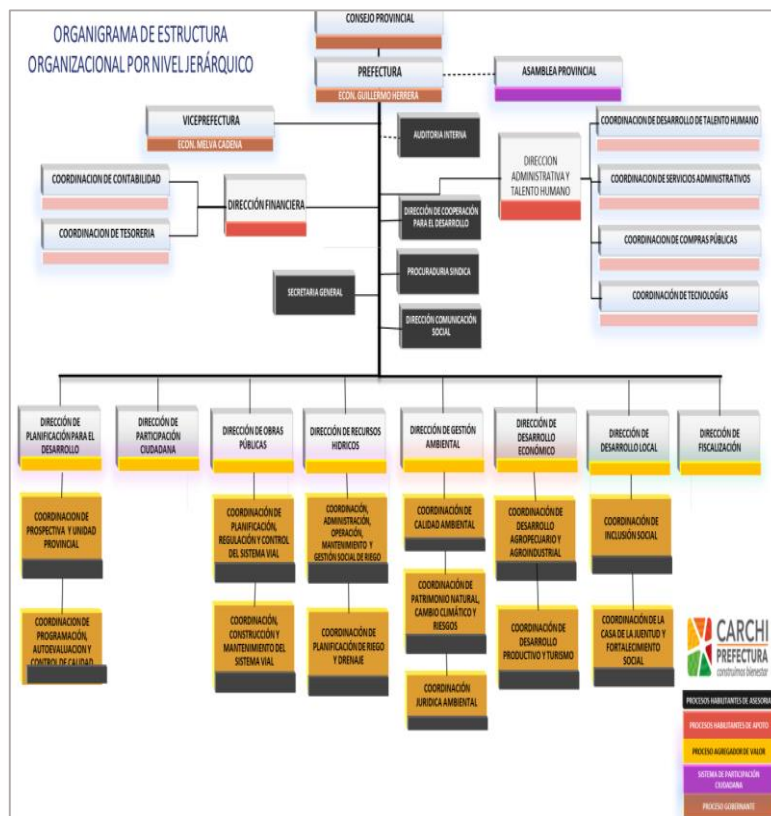 ORGANIGRAMA DE ESTRUCTURA
ORGANIZACIONAL POR NIVEL JERÁRQUICO
CONSEJO PROVINCIAL
PREFECTURA
ECON. GUILLERMO HERRERA
ASAMBLEA PROVINCIAL
VICEPREFECTURA
ECON. MELVA CADENA
AUDITORIA INTERNA
COORDINACION DE CONTABILIDAD
COORDINACION DE TESORERIA
DIRECCIÓN FINANCIERA
DIRECCION
ADMINISTRATIVA Y
TALENTO HUMANO
COORDINACION DE DESARROLLO DE TALENTO HUMANO
COORDINACION DE SERVICIOS ADMINISTRATIVOS
COORDINACION DE COMPRAS PÚBLICAS
COORDINACIÓN DE TECNOLOGÍAS
DIRECCIÓN DE COOPERACIÓN
PARA EL DESARROLLO
SECRETARIA GENERAL
PROCURADURIA SINDICA
DIRECCIÓN COMUNICACIÓN
SOCIAL
DIRECCIÓN DE
PLANIFICACIÓN PARA EL
DESARROLLO
DIRECCIÓN DE
PARTICIPACIÓN
CIUDADANA
DIRECCIÓN DE OBRAS
PÚBLICAS
DIRECCIÓN DE RECURSOS
HIDRICOS
DIRECCIÓN DE GESTIÓN
AMBIENTAL
DIRECCIÓN DE
DESARROLLO
ECONÓMICO
DIRECCIÓN DE
DESARROLLO LOCAL
DIRECCIÓN DE
FISCALIZACIÓN
COORDINACION DE
PROSPECTIVA Y UNIDAD
PROVINCIAL
COORDINACION DE
PROGRAMACIÓN,
AUTOEVALUACION Y
CONTROL DE CALIDAD
COORDINACIÓN DE
PLANIFICACIÓN,
REGULACIÓN Y CONTROL
DEL SISTEMA VIAL
COORDINACIÓN,
CONSTRUCCIÓN Y
MANTENIMIENTO DEL
SISTEMA VIAL
COORDINACIÓN,
ADMINISTRACIÓN,
OPERACIÓN,
MANTENIMIENTO Y
GESTIÓN SOCIAL DE RIEGO
COORDINACIÓN DE
PLANIFICACIÓN DE RIEGO
Y DRENAJE
COORDINACIÓN DE
CALIDAD AMBIENTAL
COORDINACIÓN DE
PATRIMONIO NATURAL,
CAMBIO CLIMÁTICO Y
RIESGOS
COORDINACIÓN
JURIDICA AMBIENTAL
COORDINACIÓN DE
DESARROLLO
AGROPECUARIO Y
AGROINDUSTRIAL
COORDINACIÓN DE
DESARROLLO
PRODUCTIVO Y TURISMO
COORDINACIÓN DE
INCLUSIÓN SOCIAL
COORDINACIÓN DE LA
CASA DE LA JUVENTUD Y
FORTALECIMIENTO
SOCIAL
CARCHI
PREFECTURA
construimos bienestar
PROCESOS HABILITANTES DE ASESORIA
PROCESOS HABILITANTES DE APOYO
PROCESO AGREGADOR DE VALOR
SISTEMA DE PARTICIPACIÓN
CIUDADANA
PROCESO GOBERNANTE